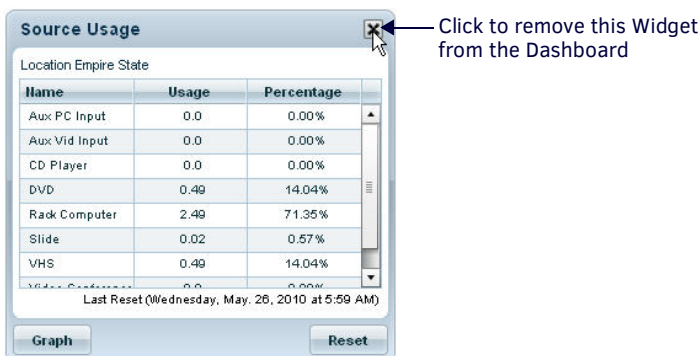 Source Usage
Click to remove this Widget
from the Dashboard
Location Empire State
Name Usage Percentage
Aux PC Input 0.0 0.00%
Aux Vid Input 0.0 0.00%
CD Player 0.0 0.00%
DVD 0.49 14.04%
Rack Computer 2.49 71.35%
Slide 0.02 0.57%
VHS 0.49 14.04%
Last Reset (Wednesday, May. 26, 2010 at 5:59 AM)
Graph Reset